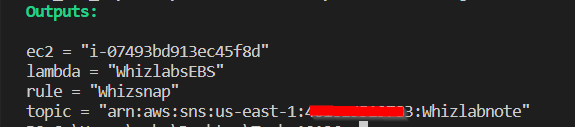 Outputs:
ec2 = "i-07493bd913ec45f8d"
lambda = "WhizlabsEBS"
rule = "Whizsnap"
topic = "arn:aws:sns:us-east-1: :Whizlabnote"